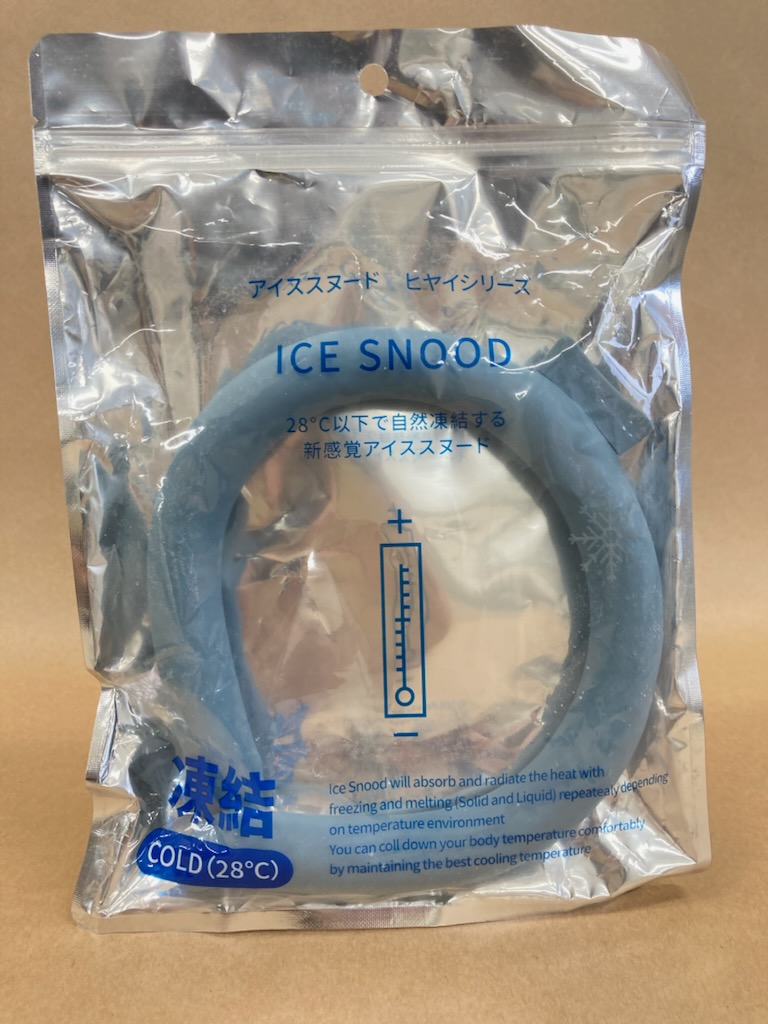 アイススヌード ヒヤイシリーズ
ICE SNOOD
28°C以下で自然凍結する
新感覚アイススヌード
+
−
凍結
COLD (28°C)
Ice Snood will absorb and radiate the heat with
freezing and melting (Solid and Liquid) repeatealy depending
on temperature environment
You can coll down your body temperature comfortably
by maintaining the best cooling temperature